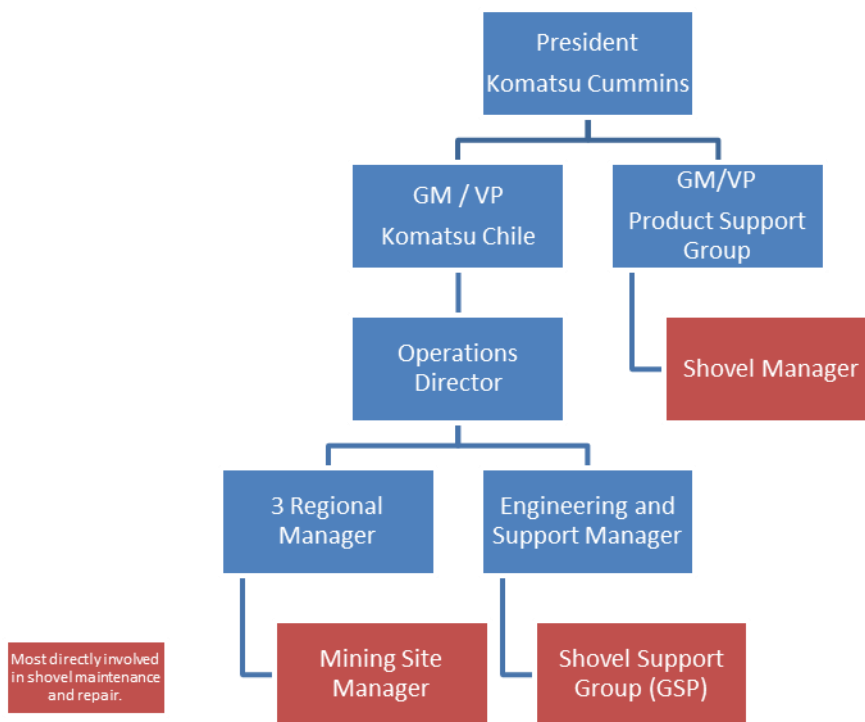 President
Komatsu Cummins
GM / VP
Komatsu Chile
GM/VP
Product Support
Group
Operations
Director
Shovel Manager
3 Regional
Manager
Engineering and
Support Manager
Most directly involved
in shovel maintenance
and repair.
Mining Site
Manager
Shovel Support
Group (GSP)